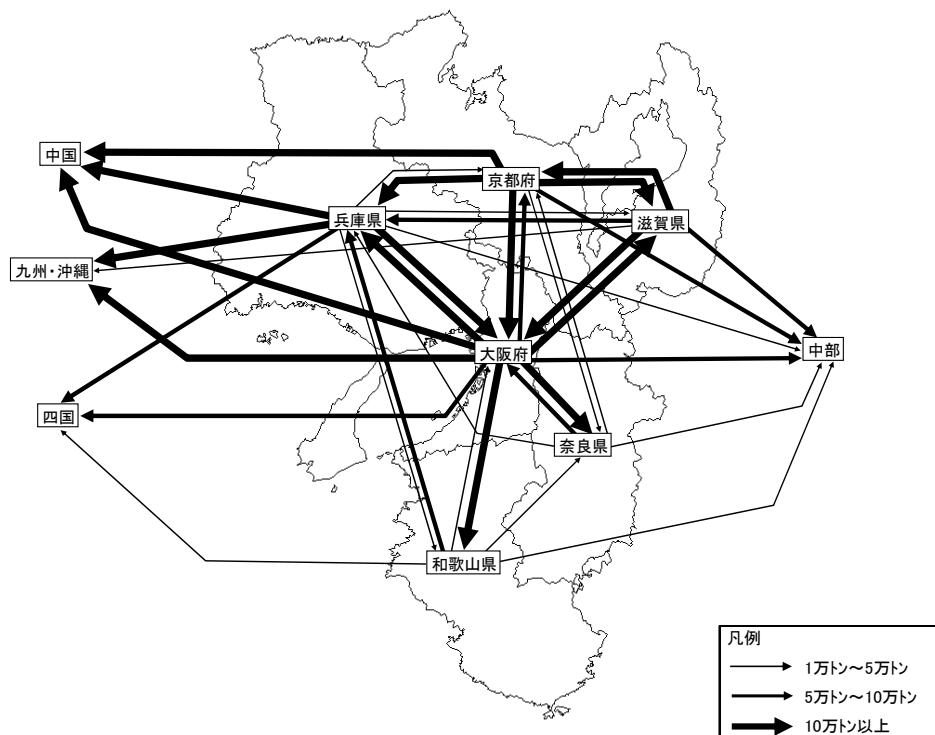 中国
京都府
兵庫県
滋賀県
九州・沖縄
大阪府
中部
四国
奈良県
和歌山県
凡例
1万トン～5万トン
5万トン～10万トン
10万トン以上